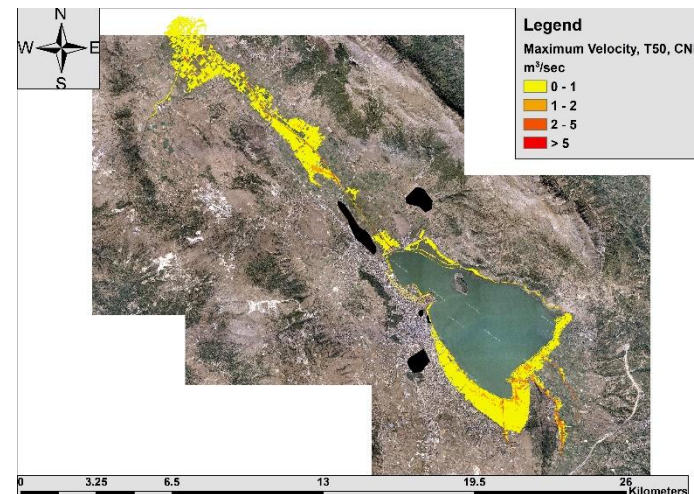 N
W E
S
Legend
Maximum Velocity, T50, CN
m³/sec
0 - 1
1 - 2
2 - 5
> 5
0 3.25 6.5 13 19.5 26
Kilometers